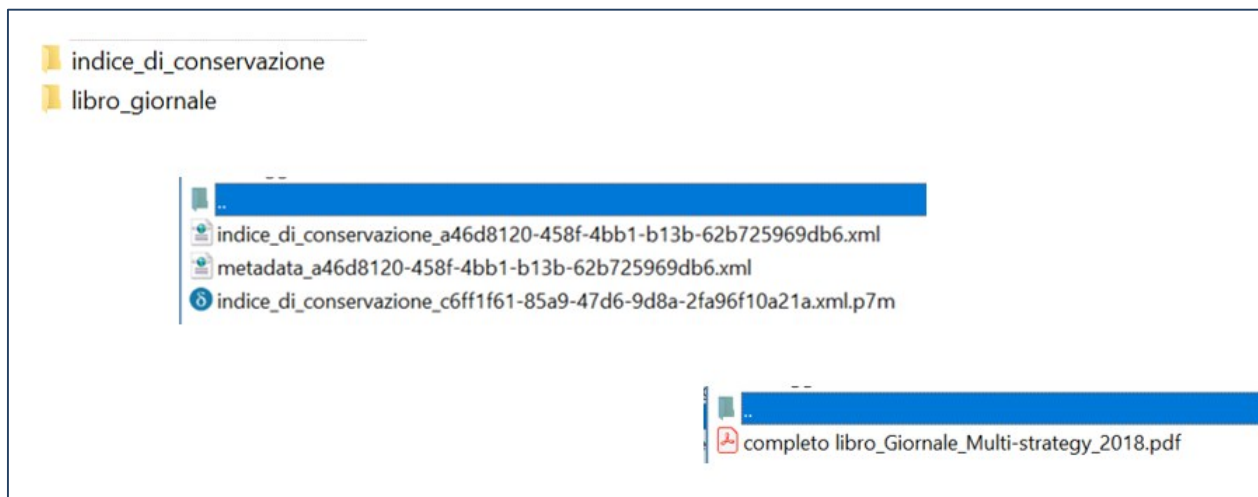 indice_di_conservazione
libro_giornale
..
indice_di_conservazione_a46d8120-458f-4bb1-b13b-62b725969db6.xml
metadata_a46d8120-458f-4bb1-b13b-62b725969db6.xml
indice_di_conservazione_c6ff1f61-85a9-47d6-9d8a-2fa96f10a21a.xml.p7m
..
completo libro_Giornale_Multi-strategy_2018.pdf